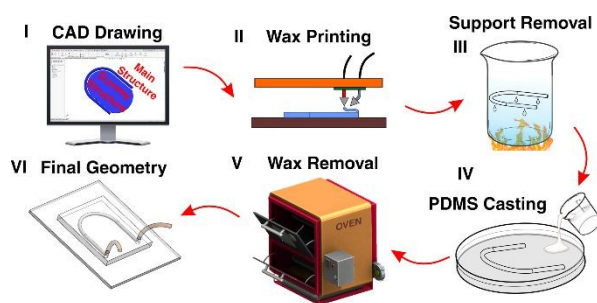 I CAD Drawing
Main
Structure
II Wax Printing
Support Removal
III
IV
PDMS Casting
V Wax Removal
OVEN
VI Final Geometry